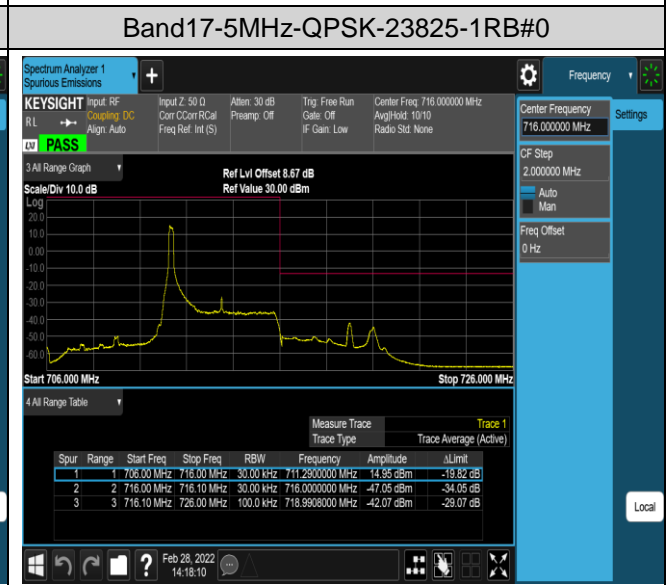 Band17-5MHz-QPSK-23825-1RB#0
Spectrum Analyzer 1
Spurious Emissions
+
Frequency
KEYSIGHT
RL
LXI
PASS
Input: RF
Coupling: DC
Align: Auto
Input Z: 50 Ω
Corr CCorr RCal
Freq Ref: Int (S)
Atten: 30 dB
Preamp: Off
Trig: Free Run
Gate: Off
IF Gain: Low
Center Freq: 716.000000 MHz
Avg|Hold: 10/10
Radio Std: None
Center Frequency
716.000000 MHz
Settings
CF Step
2.000000 MHz
Auto
Man
Freq Offset
0 Hz
3 All Range Graph
Scale/Div 10.0 dB
Ref Lvl Offset 8.67 dB
Ref Value 30.00 dBm
Log
20.0
10.0
0.00
-10.0
-20.0
-30.0
-40.0
-50.0
-60.0
Start 706.000 MHz
Stop 726.000 MHz
4 All Range Table
Measure Trace Trace 1
Trace Type Trace Average (Active)
Spur Range Start Freq Stop Freq RBW Frequency Amplitude ΔLimit
1 1 706.00 MHz 716.00 MHz 30.00 kHz 711.2900000 MHz 14.95 dBm -19.82 dB
2 2 716.00 MHz 716.10 MHz 30.00 kHz 716.0000000 MHz -47.05 dBm -34.05 dB
3 3 716.10 MHz 726.00 MHz 100.0 kHz 718.9908000 MHz -42.07 dBm -29.07 dB
Local
?
Feb 28, 2022
14:18:10